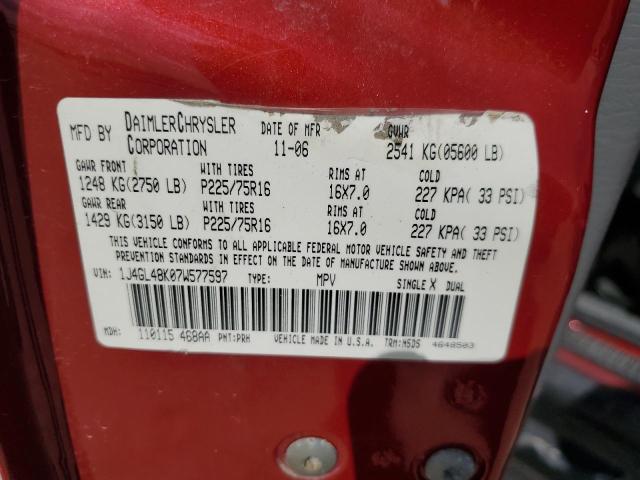 MFD BY DAIMLERCHRYSLER CORPORATION
DATE OF MFR 11-06
GVWR 2541 KG(05600 LB)
GAWR FRONT WITH TIRES RIMS AT COLD
1248 KG(2750 LB) P225/75R16 16X7.0 227 KPA( 33 PSI)
GAWR REAR WITH TIRES RIMS AT COLD
1429 KG(3150 LB) P225/75R16 16X7.0 227 KPA( 33 PSI)
THIS VEHICLE CONFORMS TO ALL APPLICABLE FEDERAL MOTOR VEHICLE SAFETY AND THEFT
PREVENTION STANDARDS IN EFFECT ON THE DATE OF MANUFACTURE SHOWN ABOVE.
VIN: 1J4GL48K07W577597 TYPE: MPV SINGLE X DUAL
MDH: 110115 468AA PNT:PRH VEHICLE MADE IN U.S.A. TRM:M5D5 4648503